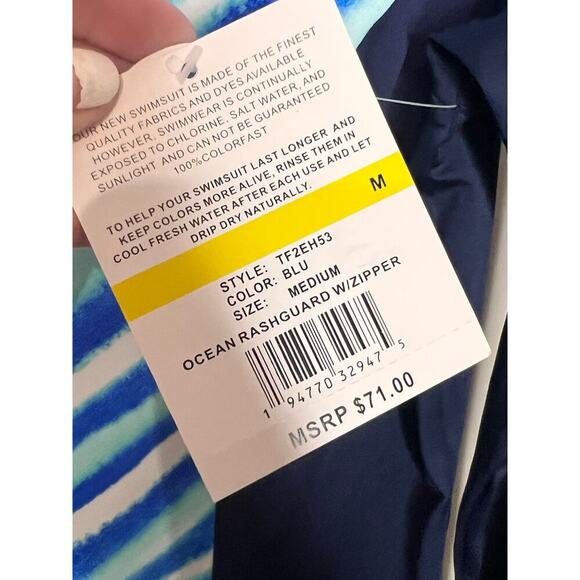 YOUR NEW SWIMSUIT IS MADE OF THE FINEST
QUALITY FABRICS AND DYES AVAILABLE
HOWEVER, SWIMWEAR IS CONTINUALLY
EXPOSED TO CHLORINE, SALT WATER, AND
SUNLIGHT AND CAN NOT BE GUARANTEED
100%COLORFAST
TO HELP YOUR SWIMSUIT LAST LONGER AND
KEEP COLORS MORE ALIVE, RINSE THEM IN
COOL FRESH WATER AFTER EACH USE AND LET
DRIP DRY NATURALLY.
M
STYLE: TF2EH53
COLOR: BLU
SIZE: MEDIUM
OCEAN RASHGUARD W/ZIPPER
1 94770 32947 5
MSRP $71.00